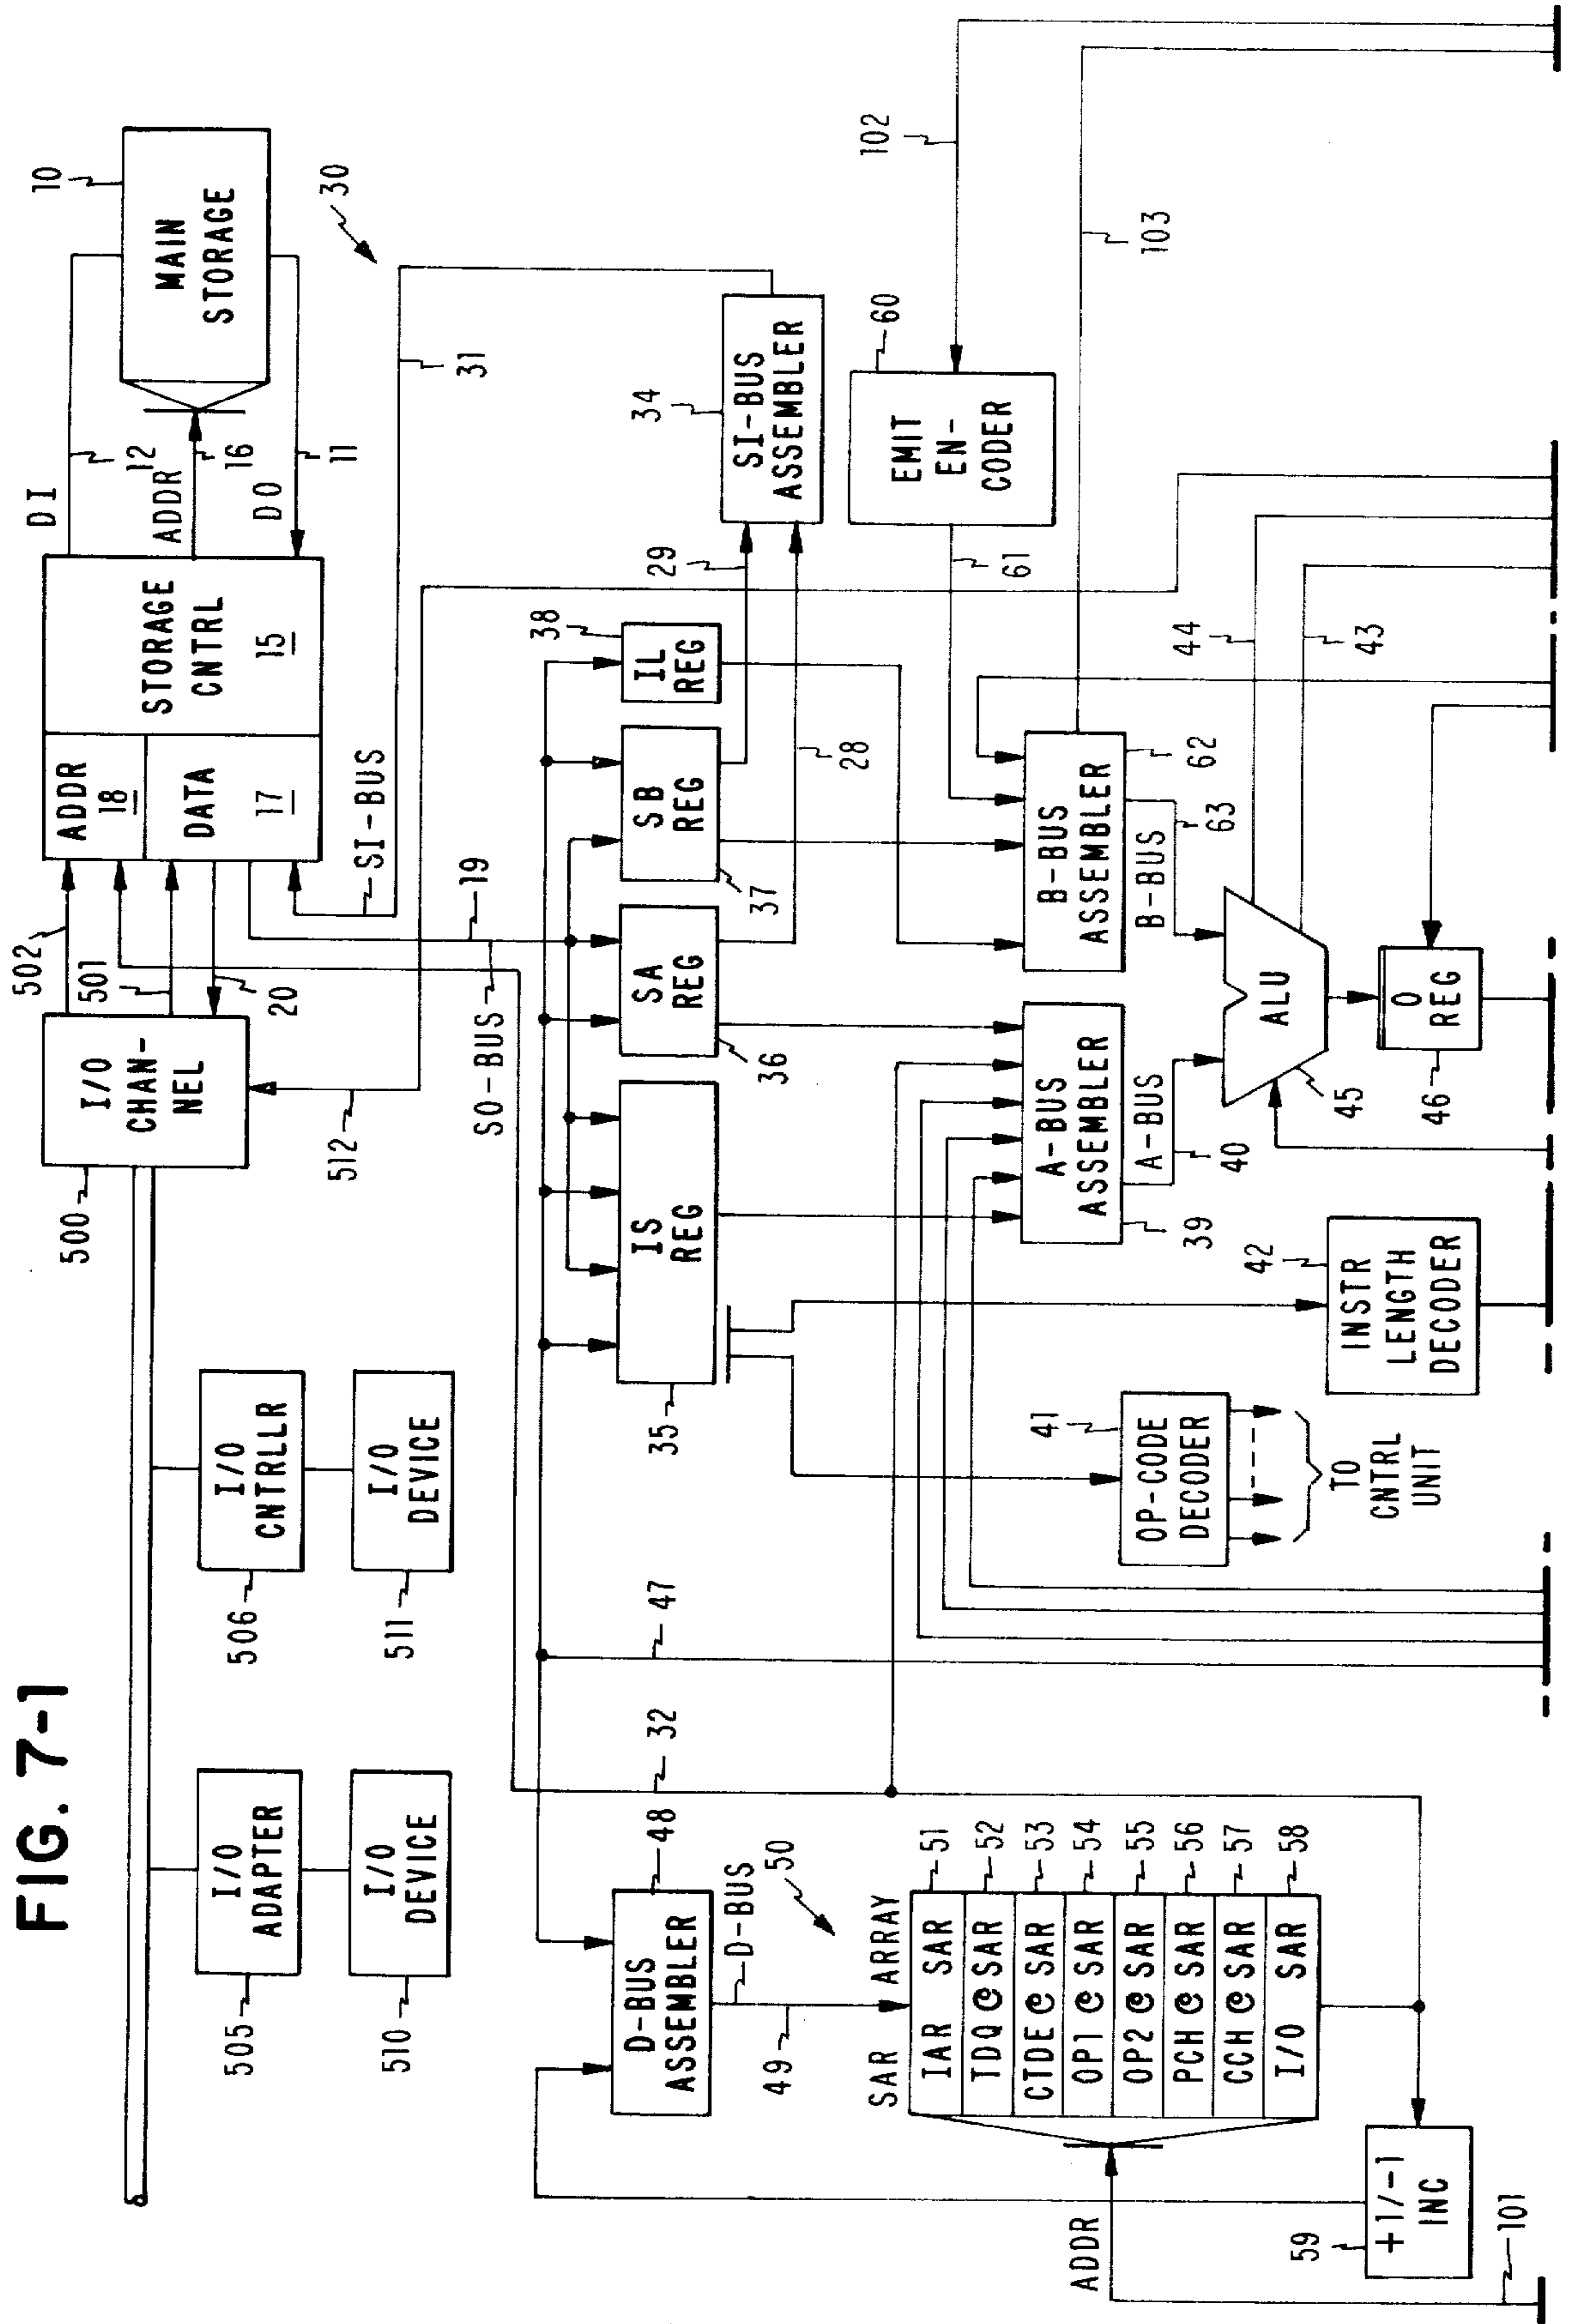 FIG. 7-1
500
I/O
CHAN-
NEL
502
501
20
512
ADDR
18
DATA
17
STORAGE
CNTRL
15
DI
12
ADDR
16
DO
11
10
MAIN
STORAGE
30
505
I/O
ADAPTER
510
I/O
DEVICE
506
I/O
CNTRLLR
511
I/O
DEVICE
SO-BUS
19
SI-BUS
31
32
47
35
IS
REG
36
SA
REG
37
SB
REG
38
IL
REG
29
28
34
SI-BUS
ASSEMBLER
48
D-BUS
ASSEMBLER
49
D-BUS
50
SAR ARRAY
IAR SAR
51
TDQ@SAR
52
CTDE@SAR
53
OP1@SAR
54
OP2@SAR
55
PCH@SAR
56
CCH@SAR
57
I/O SAR
58
ADDR
59
+1/-1
INC
101
41
OP-CODE
DECODER
TO
CNTRL
UNIT
42
INSTR
LENGTH
DECODER
39
A-BUS
ASSEMBLER
A-BUS
40
62
B-BUS
ASSEMBLER
B-BUS
63
60
EMIT
EN-
CODER
61
102
103
ALU
45
44
43
46
O
REG